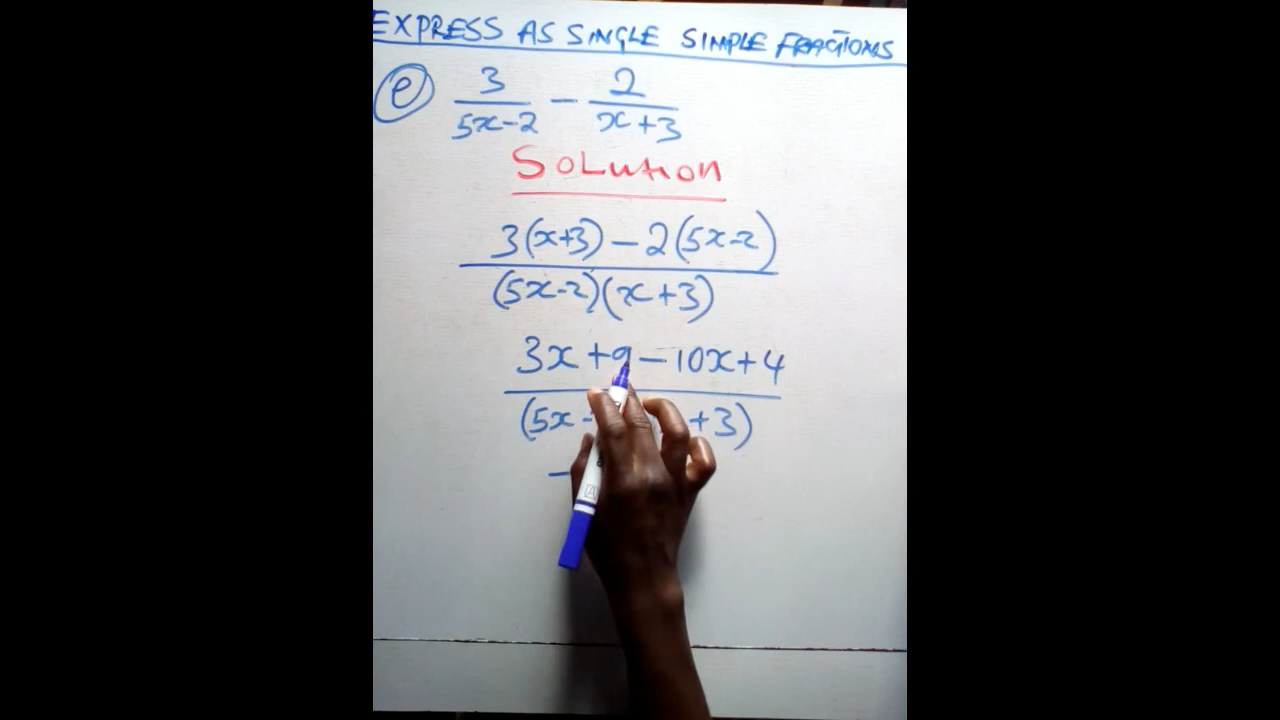 EXPRESS AS SINGLE SIMPLE FRACTIONS
(e) 3/(5x-2) - 2/(x+3)
SOLUTION
3(x+3) - 2(5x-2)
(5x-2)(x+3)
3x + 9 - 10x + 4
(5x - + 3)
-